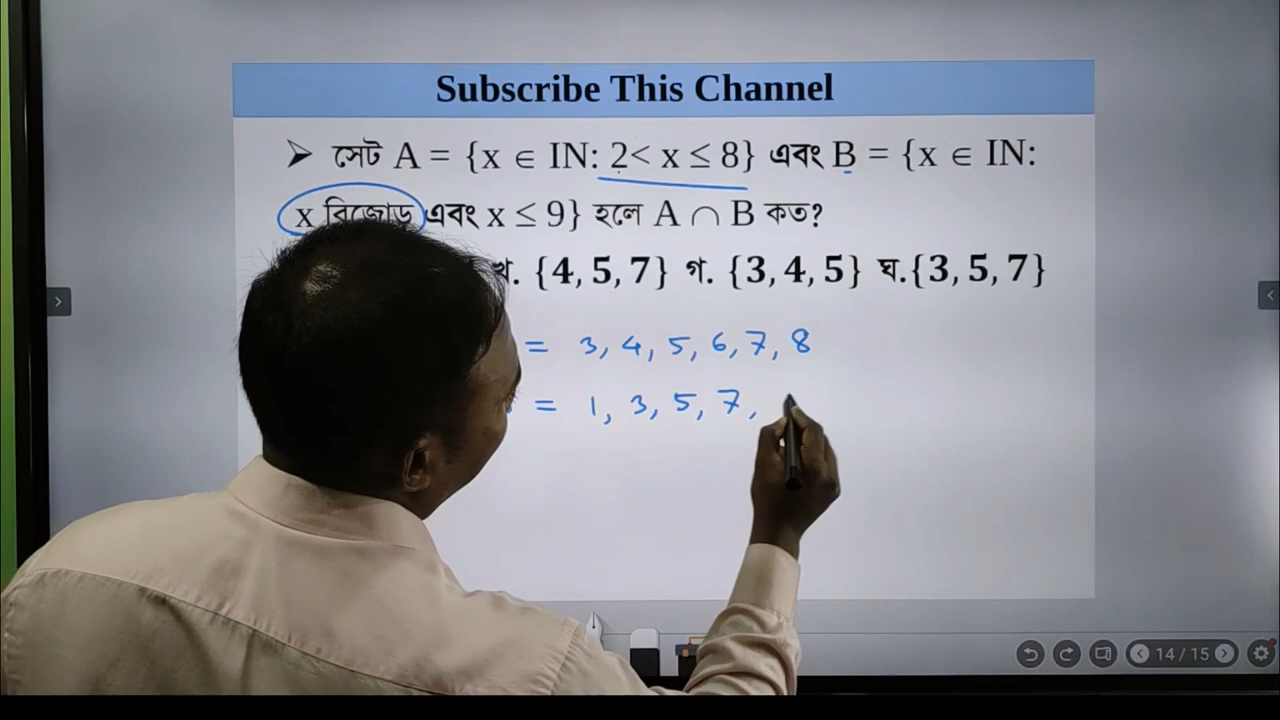 Subscribe This Channel
➤ সেট A = {x ∈ IN: 2< x ≤ 8} এবং B = {x ∈ IN:
x বিজোড় এবং x ≤ 9} হলে A ∩ B কত?
খ. {4, 5, 7} গ. {3, 4, 5} ঘ.{3, 5, 7}
= 3, 4, 5, 6, 7, 8
= 1, 3, 5, 7,
14 / 15